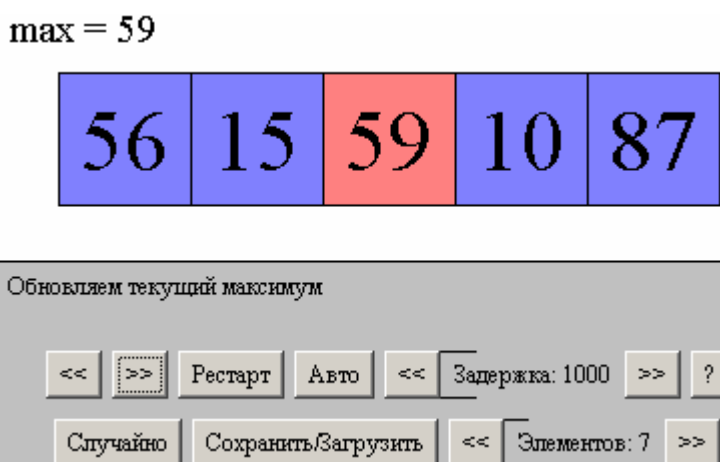 max = 59
56 15 59 10 87
Обновляем текущий максимум
<< >> Рестарт Авто << Задержка: 1000 >> ?
Случайно Сохранить/Загрузить << Элементов: 7 >>